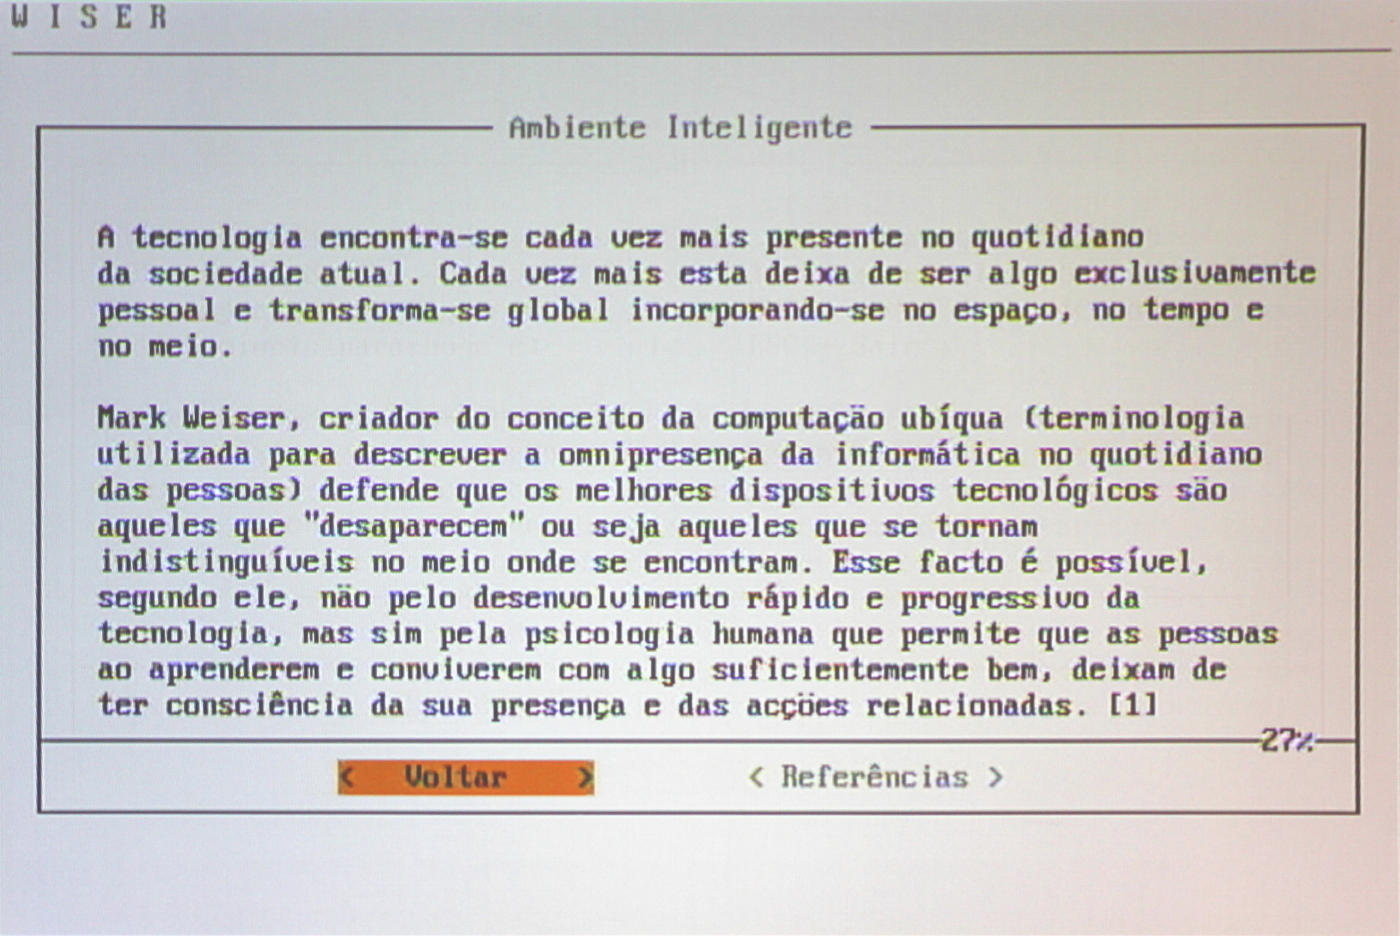 W I S E R
Ambiente Inteligente
A tecnologia encontra-se cada vez mais presente no quotidiano
da sociedade atual. Cada vez mais esta deixa de ser algo exclusivamente
pessoal e transforma-se global incorporando-se no espaço, no tempo e
no meio.
Mark Weiser, criador do conceito da computação ubíqua (terminologia
utilizada para descrever a omnipresença da informática no quotidiano
das pessoas) defende que os melhores dispositivos tecnológicos são
aqueles que "desaparecem" ou seja aqueles que se tornam
indistinguíveis no meio onde se encontram. Esse facto é possível,
segundo ele, não pelo desenvolvimento rápido e progressivo da
tecnologia, mas sim pela psicologia humana que permite que as pessoas
ao aprenderem e conviverem com algo suficientemente bem, deixam de
ter consciência da sua presença e das acções relacionadas. [1]
27%
< Voltar >
< Referências >